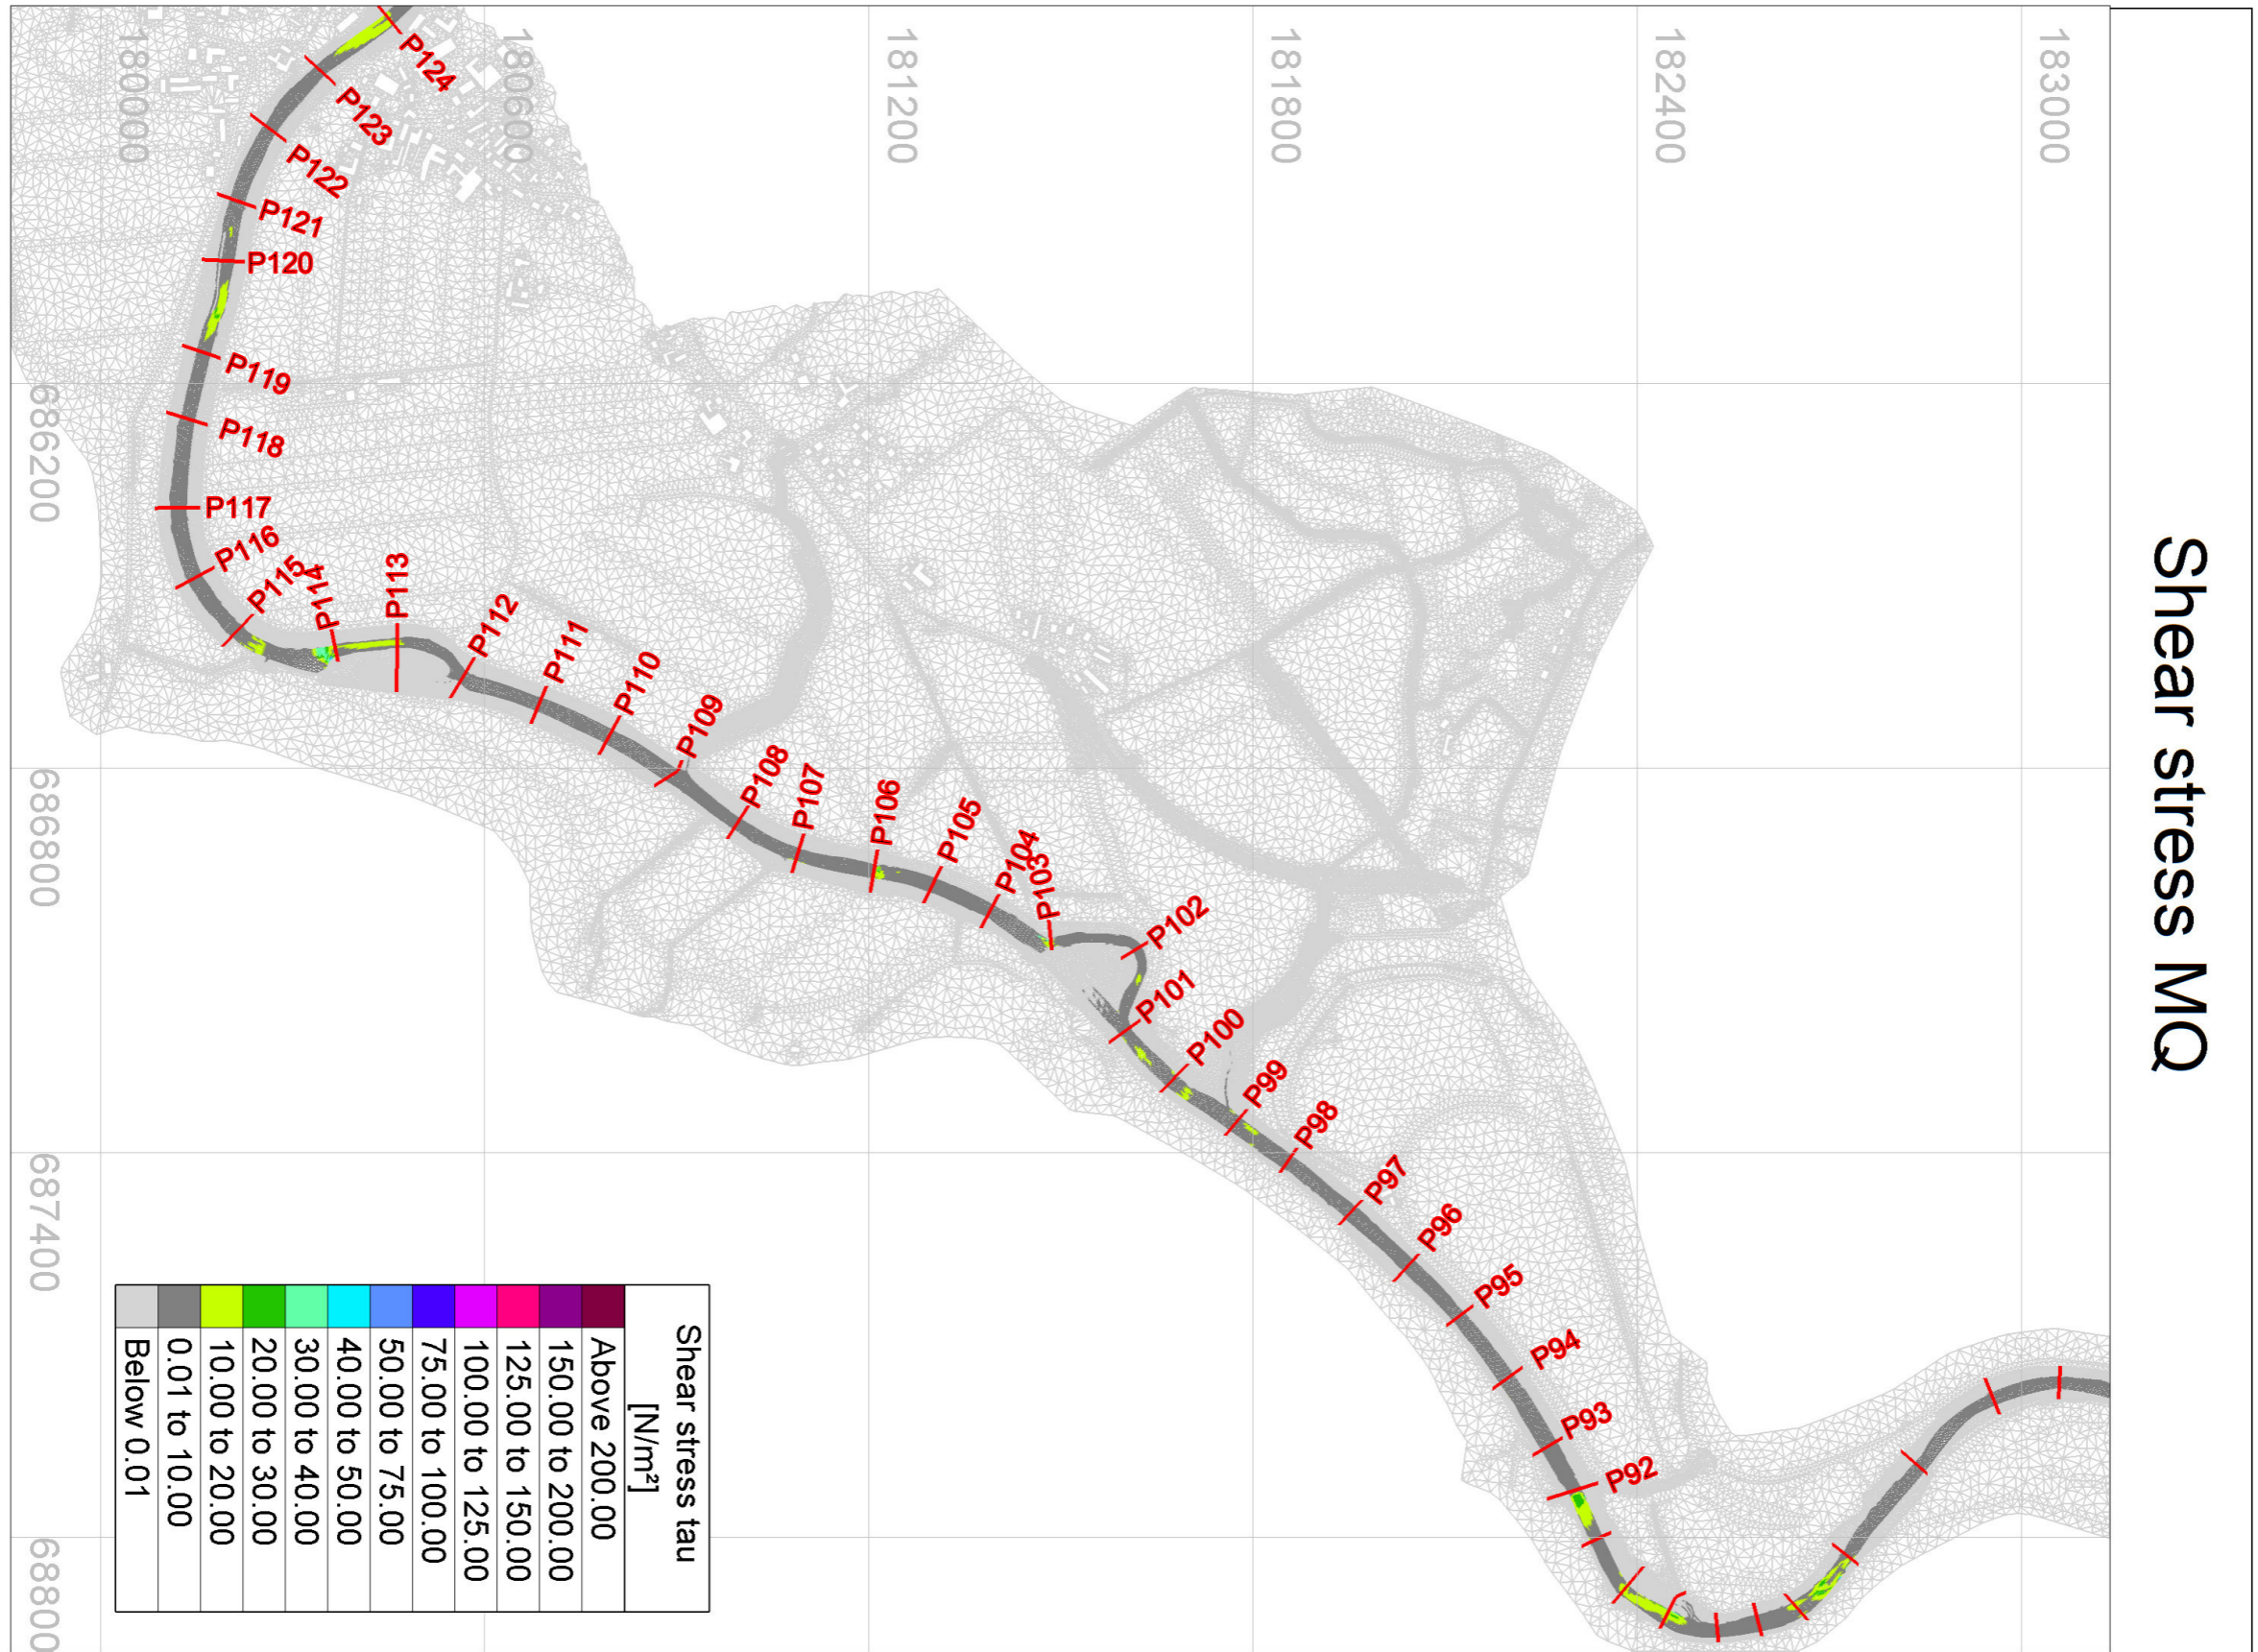 Shear stress MQ
180000
180600
181200
181800
182400
183000
686200
686800
687400
688800
P124
P123
P122
P121
P120
P119
P118
P117
P116
P115
P114
P113
P112
P111
P110
P109
P108
P107
P106
P105
P104
P103
P102
P101
P100
P99
P98
P97
P96
P95
P94
P93
P92
Shear stress tau
[N/m²]
Above 200.00
150.00 to 200.00
125.00 to 150.00
100.00 to 125.00
75.00 to 100.00
50.00 to 75.00
40.00 to 50.00
30.00 to 40.00
20.00 to 30.00
10.00 to 20.00
0.01 to 10.00
Below 0.01